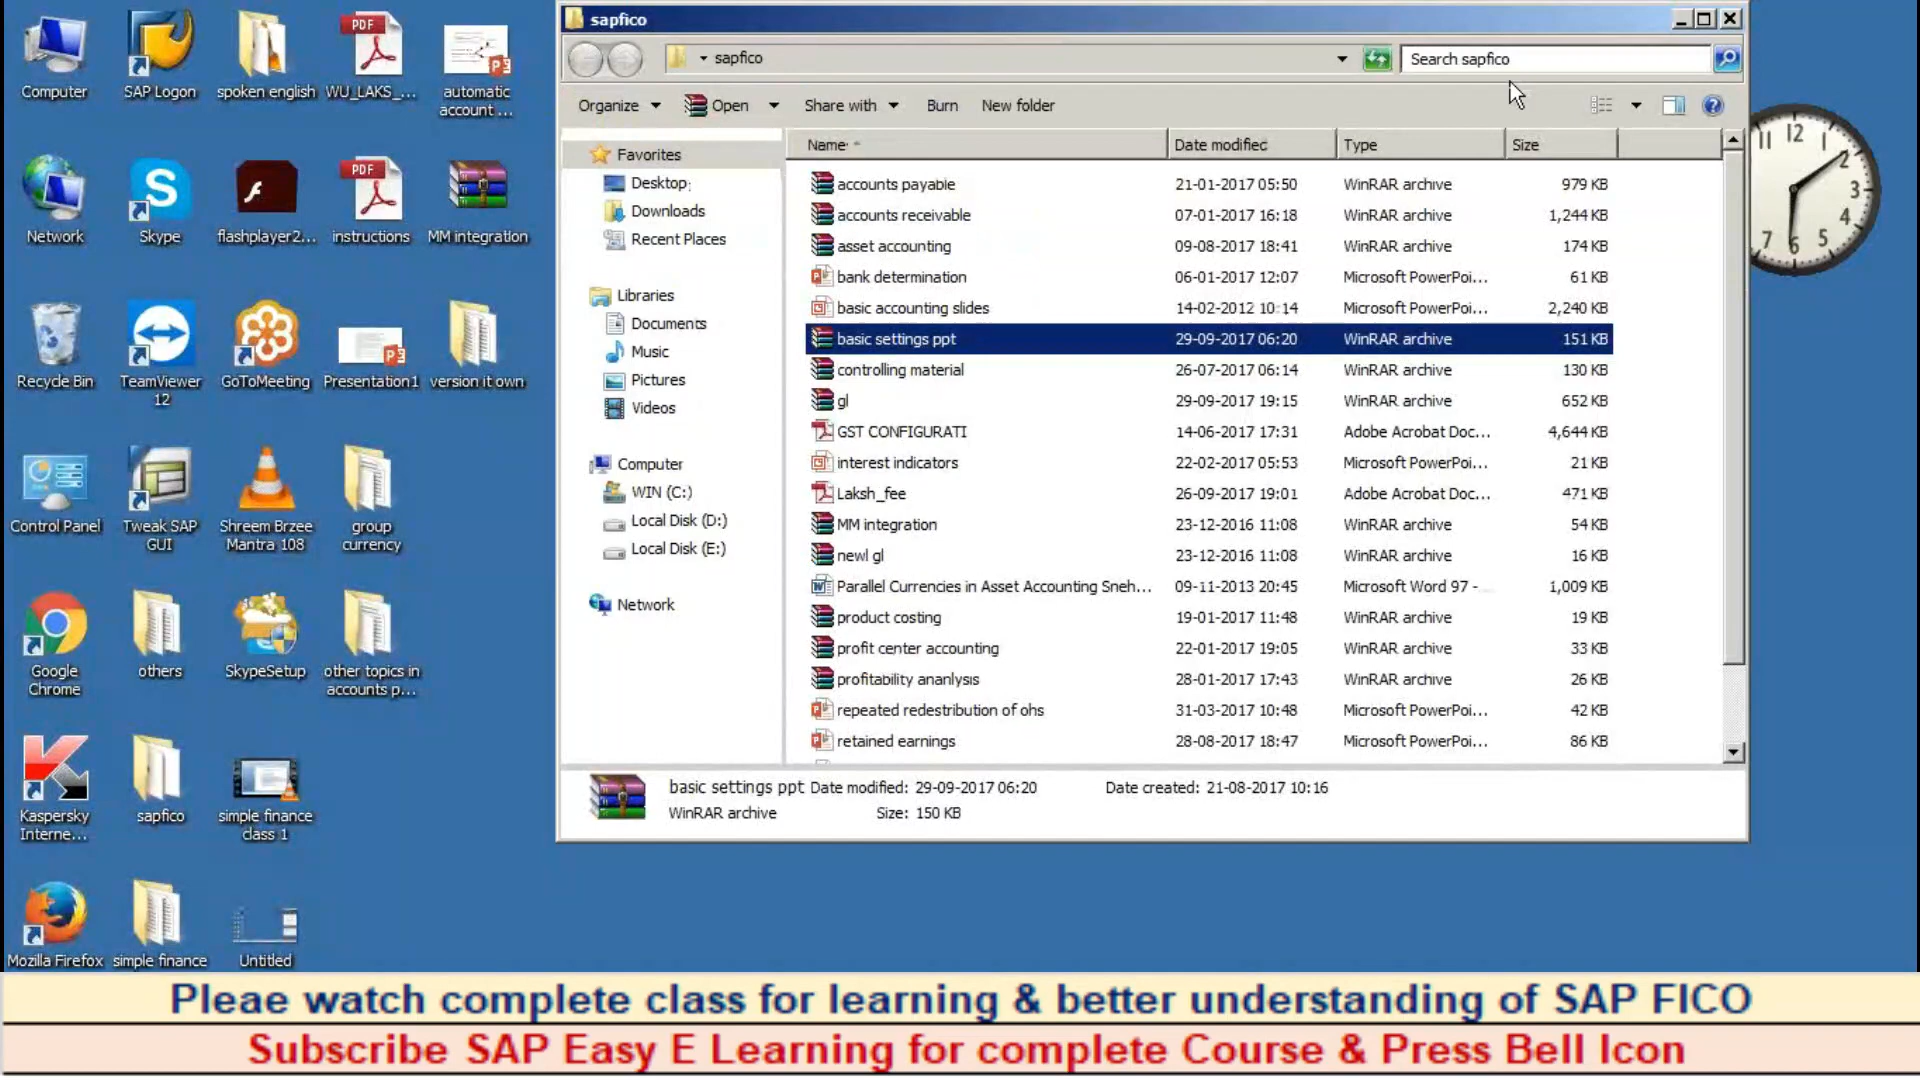 Computer
SAP Logon
spoken english
WU_LAKS_...
automatic
account ...
Network
Skype
flashplayer2...
instructions
MM integration
Recycle Bin
TeamViewer
12
GoToMeeting
Presentation1
version it own
Control Panel
Tweak SAP
GUI
Shreem Brzee
Mantra 108
group
currency
Google
Chrome
others
SkypeSetup
other topics in
accounts p...
Kaspersky
Interne...
sapfico
simple finance
class 1
Mozilla Firefox
simple finance
Untitled
sapfico
sapfico
Search sapfico
Organize Open Share with Burn New folder
Favorites
Desktop
Downloads
Recent Places
Libraries
Documents
Music
Pictures
Videos
Computer
WIN (C:)
Local Disk (D:)
Local Disk (E:)
Network
Name Date modified Type Size
accounts payable 21-01-2017 05:50 WinRAR archive 979 KB
accounts receivable 07-01-2017 16:18 WinRAR archive 1,244 KB
asset accounting 09-08-2017 18:41 WinRAR archive 174 KB
bank determination 06-01-2017 12:07 Microsoft PowerPoi... 61 KB
basic accounting slides 14-02-2012 10:14 Microsoft PowerPoi... 2,240 KB
basic settings ppt 29-09-2017 06:20 WinRAR archive 151 KB
controlling material 26-07-2017 06:14 WinRAR archive 130 KB
gl 29-09-2017 19:15 WinRAR archive 652 KB
GST CONFIGURATI 14-06-2017 17:31 Adobe Acrobat Doc... 4,644 KB
interest indicators 22-02-2017 05:53 Microsoft PowerPoi... 21 KB
Laksh_fee 26-09-2017 19:01 Adobe Acrobat Doc... 471 KB
MM integration 23-12-2016 11:08 WinRAR archive 54 KB
newl gl 23-12-2016 11:08 WinRAR archive 16 KB
Parallel Currencies in Asset Accounting Sneh... 09-11-2013 20:45 Microsoft Word 97 - ... 1,009 KB
product costing 19-01-2017 11:48 WinRAR archive 19 KB
profit center accounting 22-01-2017 19:05 WinRAR archive 33 KB
profitability ananlysis 28-01-2017 17:43 WinRAR archive 26 KB
repeated redestribution of ohs 31-03-2017 10:48 Microsoft PowerPoi... 42 KB
retained earnings 28-08-2017 18:47 Microsoft PowerPoi... 86 KB
basic settings ppt Date modified: 29-09-2017 06:20 Date created: 21-08-2017 10:16
WinRAR archive Size: 150 KB
11 12 1 2 3 4 5 6 7
Pleae watch complete class for learning & better understanding of SAP FICO
Subscribe SAP Easy E Learning for complete Course & Press Bell Icon